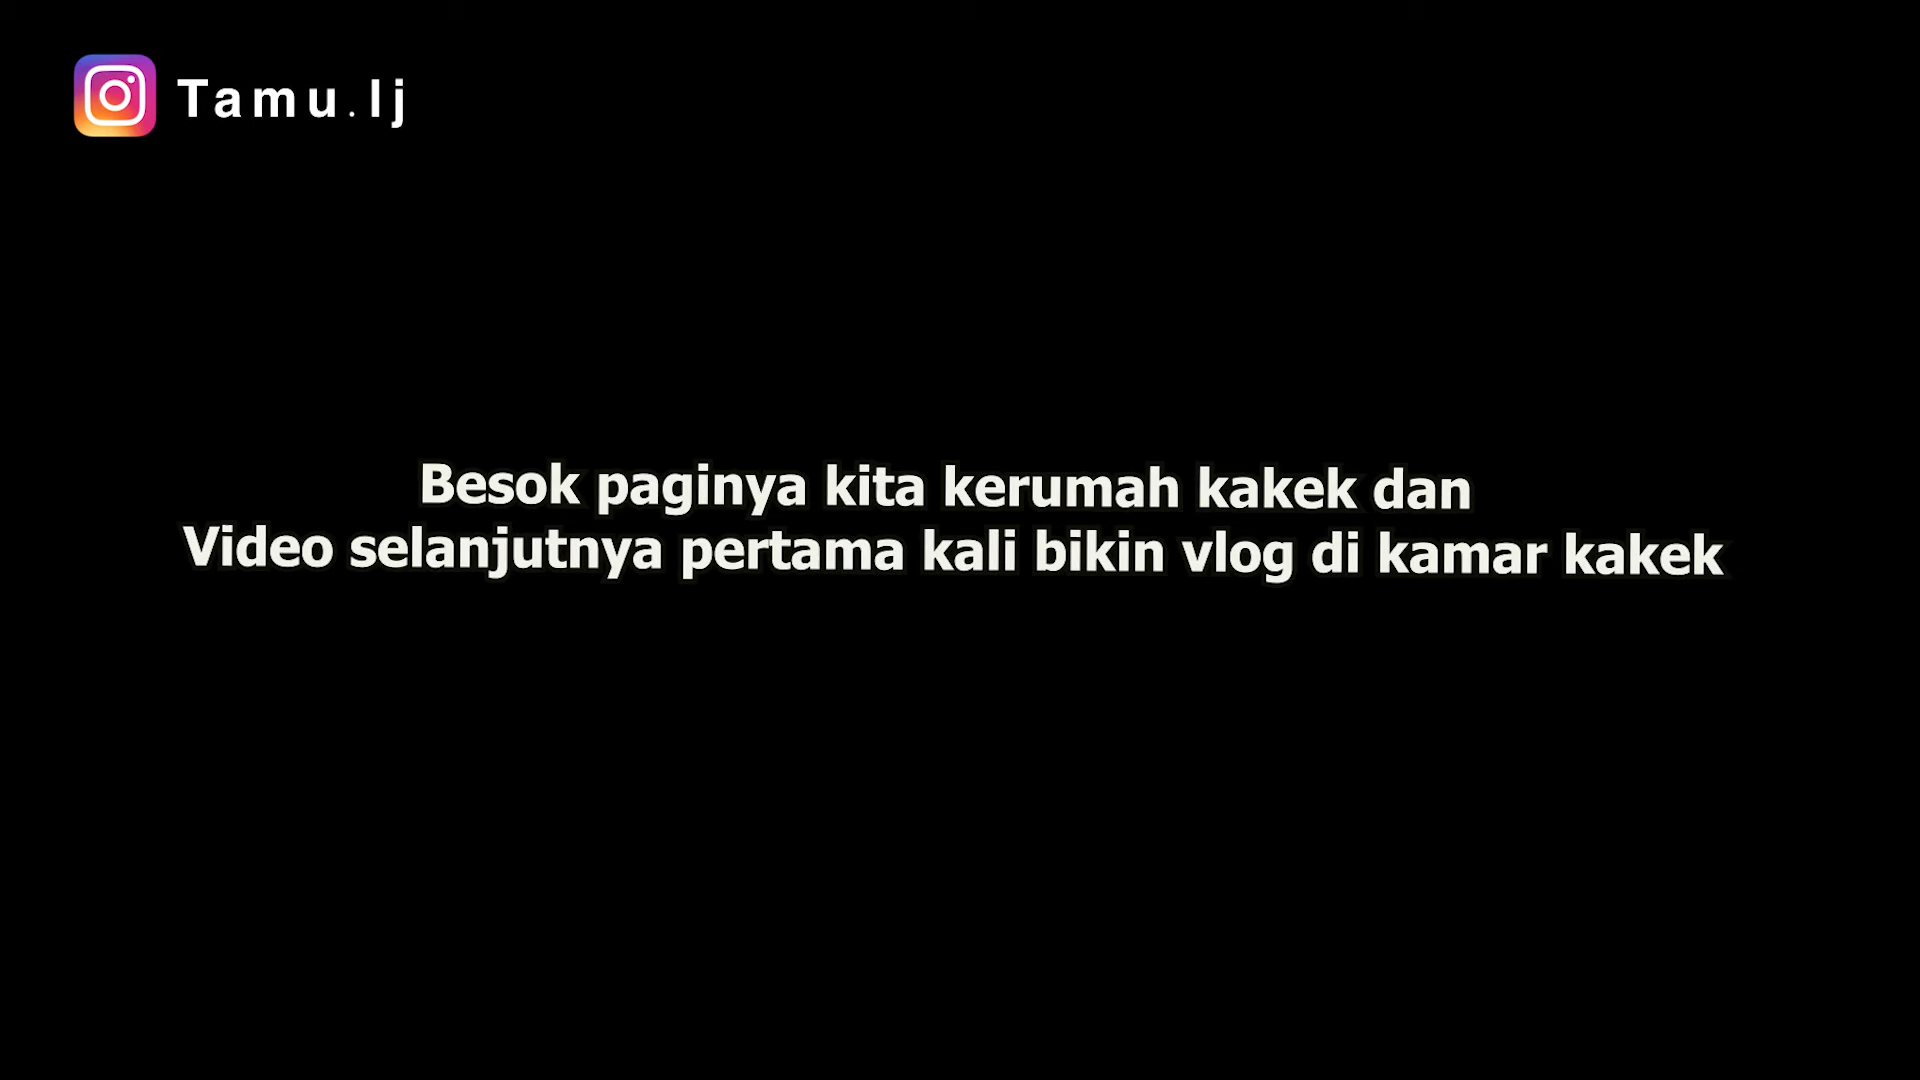 Tamu.lj
Besok paginya kita kerumah kakek dan
Video selanjutnya pertama kali bikin vlog di kamar kakek